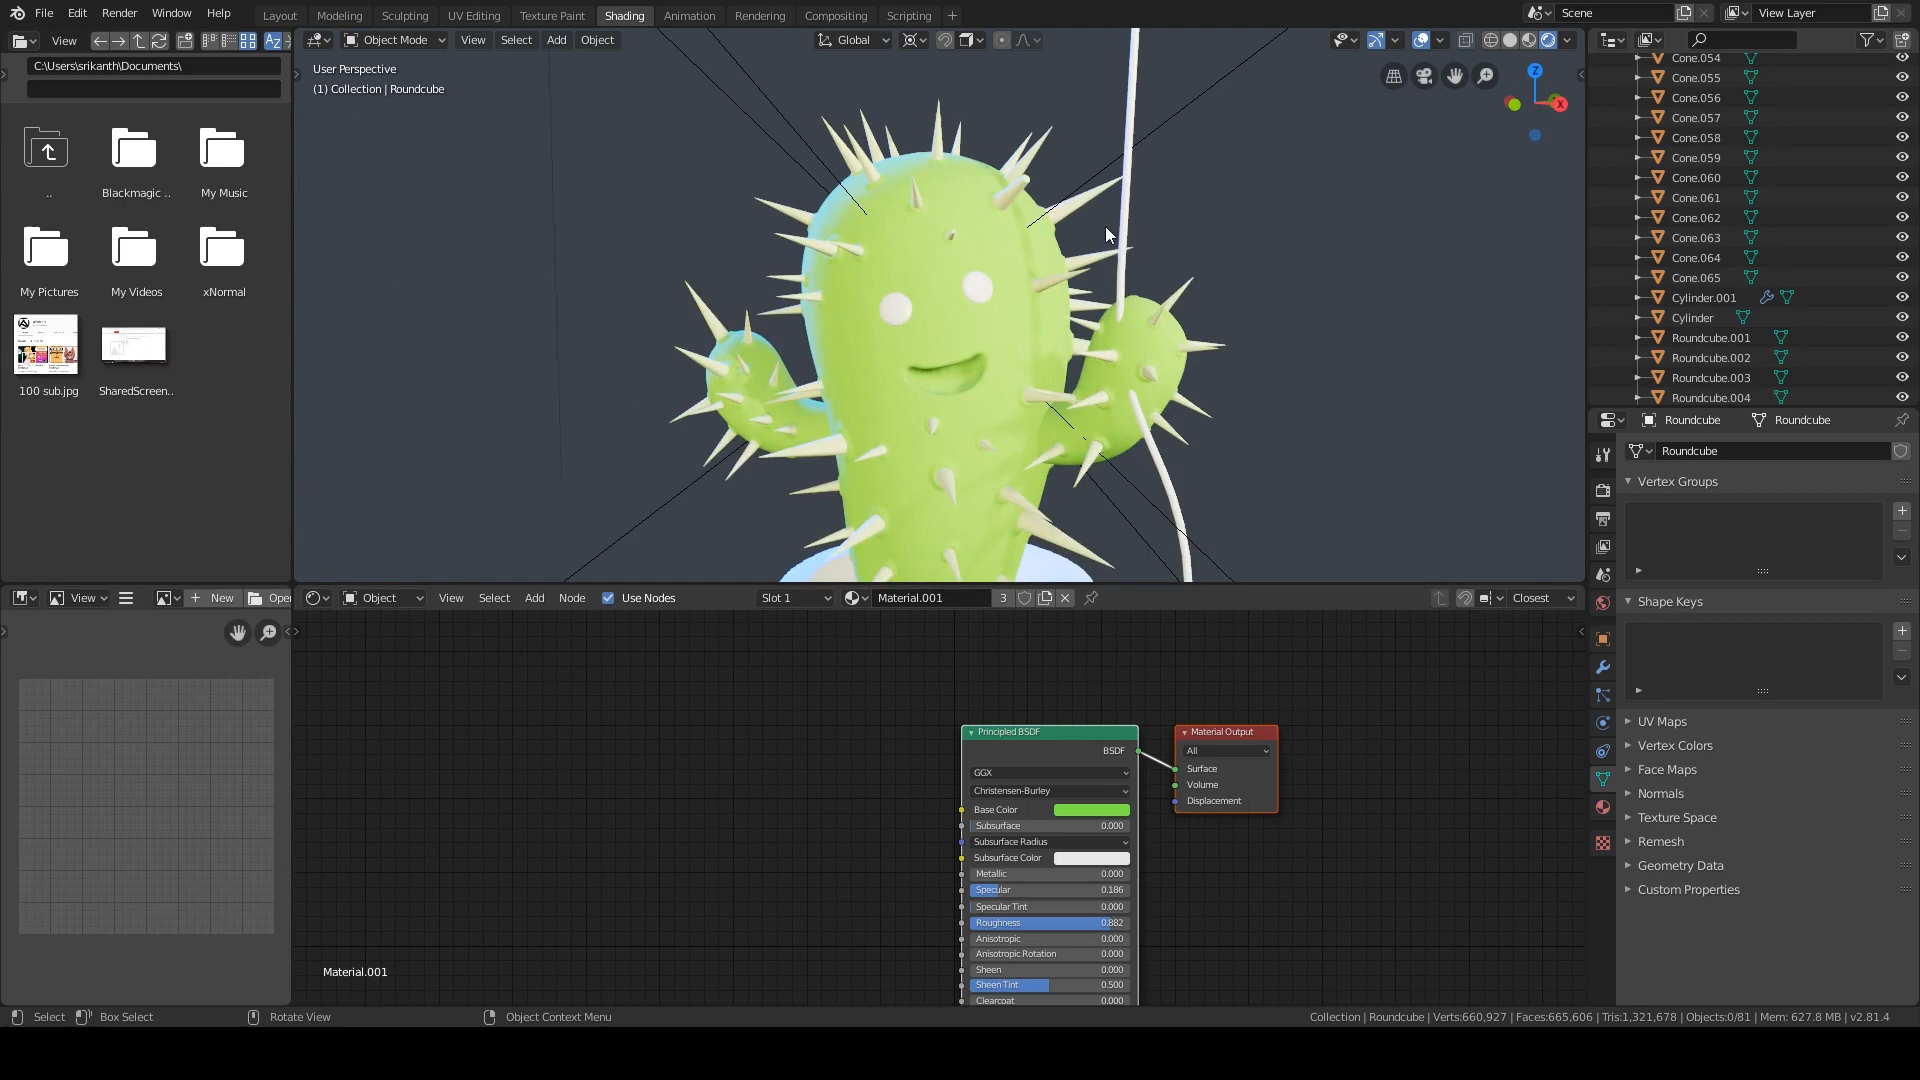 File Edit Render Window Help Layout Modeling Sculpting UV Editing Texture Paint Shading Animation Rendering Compositing Scripting + Scene View Layer
View
C:\Users\srikanth\Documents\
..
Blackmagic ..
My Music
My Pictures
My Videos
xNormal
100 sub.jpg
SharedScreen..
Object Mode View Select Add Object Global
User Perspective
(1) Collection | Roundcube
Z
X
Cone.054
Cone.055
Cone.056
Cone.057
Cone.058
Cone.059
Cone.060
Cone.061
Cone.062
Cone.063
Cone.064
Cone.065
Cylinder.001
Cylinder
Roundcube.001
Roundcube.002
Roundcube.003
Roundcube.004
Roundcube Roundcube
Roundcube
Vertex Groups
Shape Keys
UV Maps
Vertex Colors
Face Maps
Normals
Texture Space
Remesh
Geometry Data
Custom Properties
View + New Open
Object View Select Add Node Use Nodes Slot 1 Material.001 3 Closest
Principled BSDF
BSDF
GGX
Christensen-Burley
Base Color
Subsurface 0.000
Subsurface Radius
Subsurface Color
Metallic 0.000
Specular 0.186
Specular Tint 0.000
Roughness 0.882
Anisotropic 0.000
Anisotropic Rotation 0.000
Sheen 0.000
Sheen Tint 0.500
Clearcoat 0.000
Material Output
All
Surface
Volume
Displacement
Material.001
Select Box Select Rotate View Object Context Menu Collection | Roundcube | Verts:660,927 | Faces:665,606 | Tris:1,321,678 | Objects:0/81 | Mem: 627.8 MB | v2.81.4